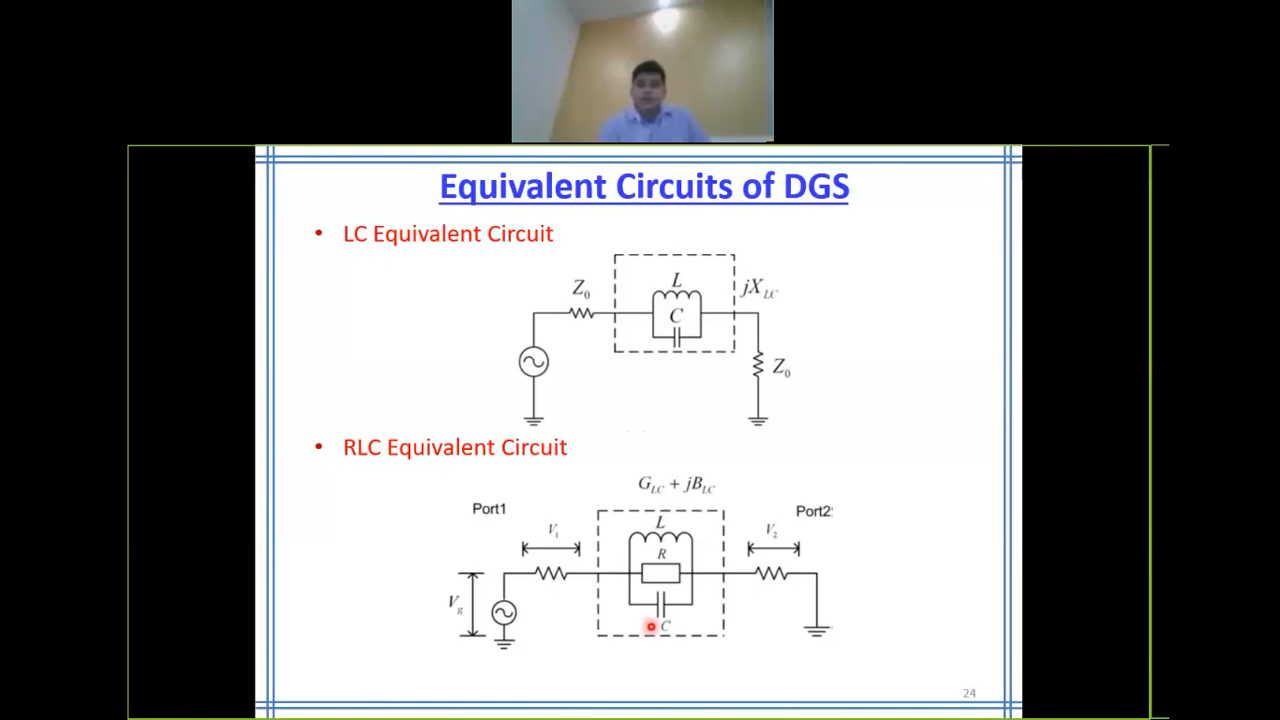 Equivalent Circuits of DGS
• LC Equivalent Circuit
L
Z0
jXLC
C
Z0
• RLC Equivalent Circuit
GLC + jBLC
Port1
Port2
L
V1
V2
R
Vg
C
24